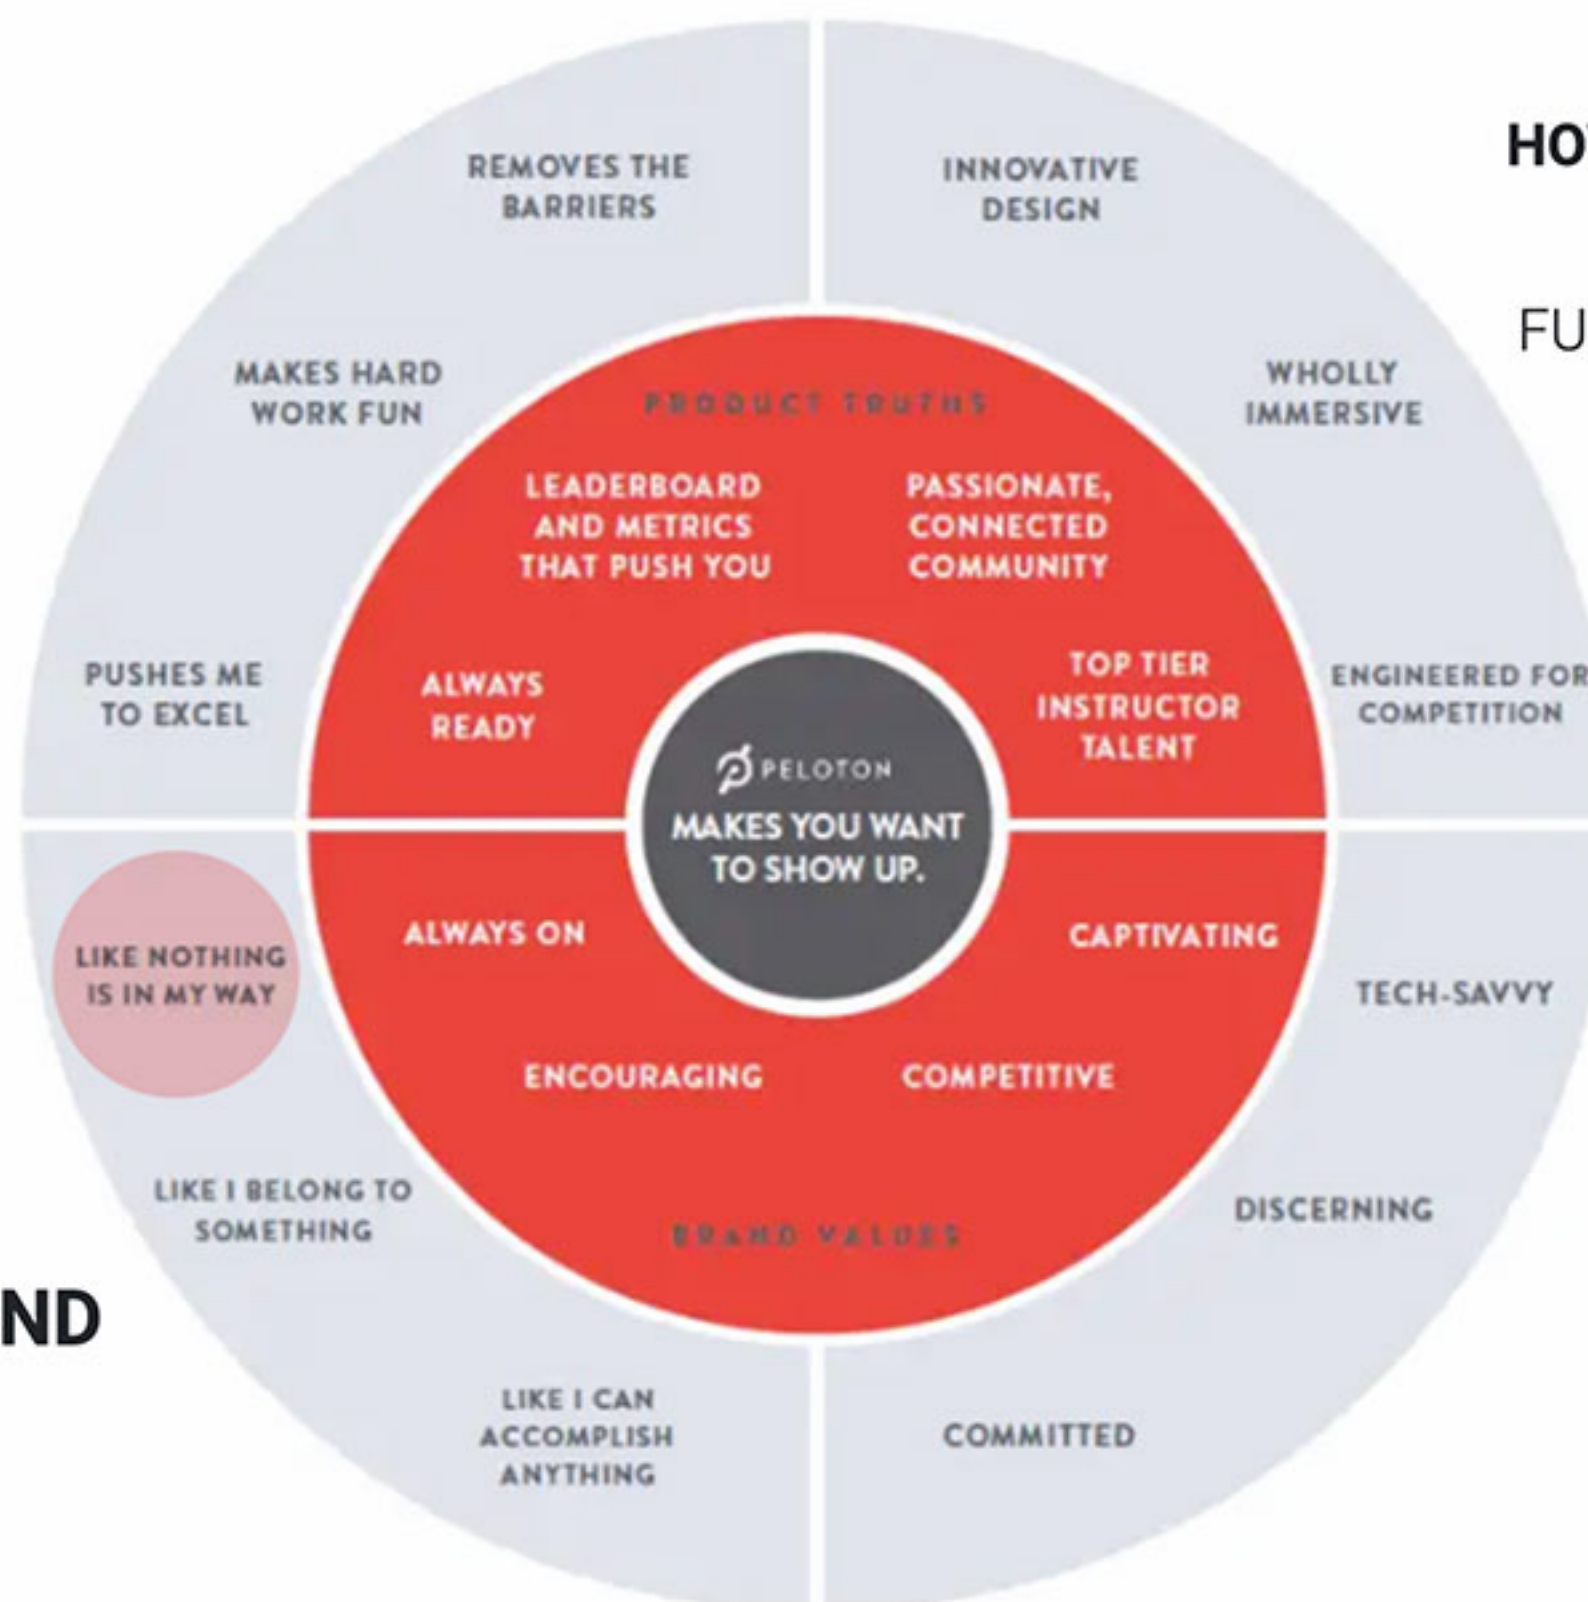 HO
FU
REMOVES THE
BARRIERS
INNOVATIVE
DESIGN
MAKES HARD
WORK FUN
WHOLLY
IMMERSIVE
PRODUCT TRUTHS
LEADERBOARD
AND METRICS
THAT PUSH YOU
PASSIONATE,
CONNECTED
COMMUNITY
PUSHES ME
TO EXCEL
ALWAYS
READY
TOP TIER
INSTRUCTOR
TALENT
ENGINEERED FOR
COMPETITION
PELOTON
MAKES YOU WANT
TO SHOW UP.
LIKE NOTHING
IS IN MY WAY
ALWAYS ON
CAPTIVATING
TECH-SAVVY
ENCOURAGING
COMPETITIVE
LIKE I BELONG TO
SOMETHING
DISCERNING
BRAND VALUES
ND
LIKE I CAN
ACCOMPLISH
ANYTHING
COMMITTED